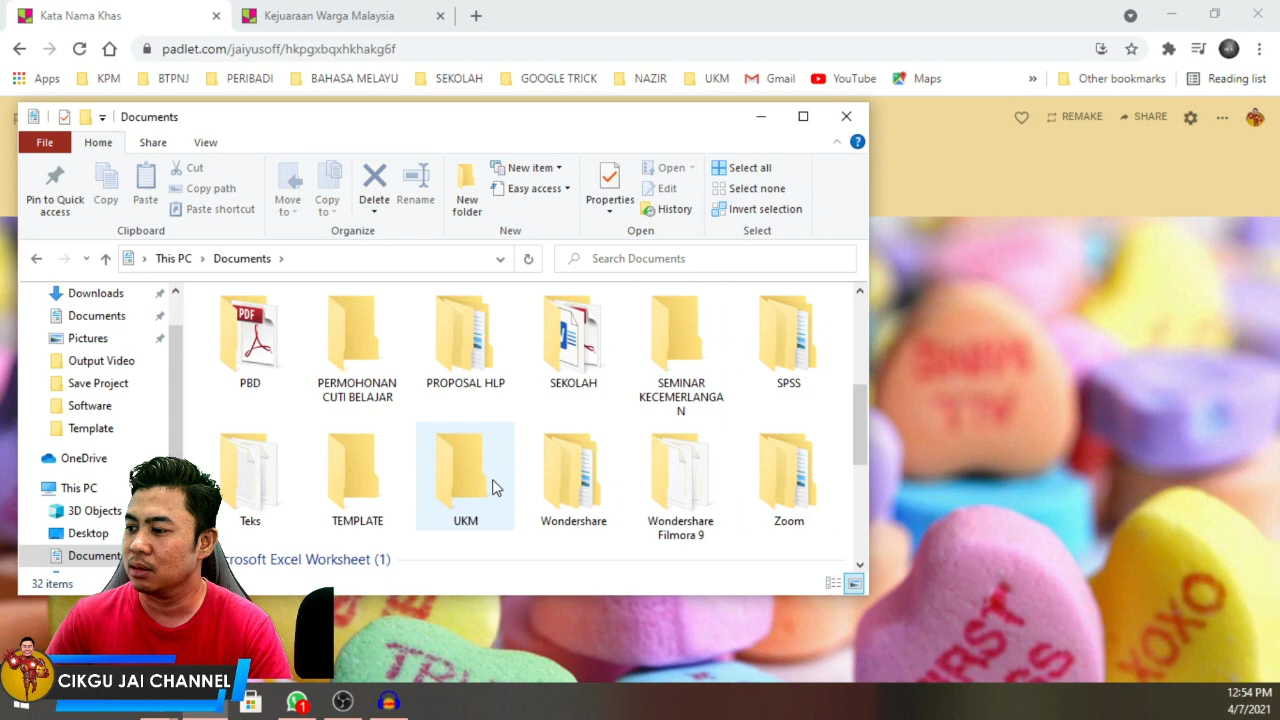 Kata Nama Khas
Kejuaraan Warga Malaysia
padlet.com/jaiyusoff/hkpgxbqxhkhakg6f
Apps KPM BTPNJ PERIBADI BAHASA MELAYU SEKOLAH GOOGLE TRICK NAZIR UKM Gmail YouTube Maps » Other bookmarks Reading list
Documents
REMAKE SHARE
File Home Share View
Pin to Quick access
Copy
Paste
Cut
Copy path
Paste shortcut
Clipboard
Move to
Copy to
Delete
Rename
Organize
New folder
New item
Easy access
New
Properties
Open
Edit
History
Open
Select all
Select none
Invert selection
Select
This PC > Documents >
Search Documents
Downloads
Documents
Pictures
Output Video
Save Project
Software
Template
OneDrive
This PC
3D Objects
Desktop
Document
PBD
PERMOHONAN
CUTI BELAJAR
PROPOSAL HLP
SEKOLAH
SEMINAR
KECEMERLANGA
N
SPSS
Teks
TEMPLATE
UKM
Wondershare
Wondershare
Filmora 9
Zoom
crosoft Excel Worksheet (1)
32 items
XOXO
CIKGU JAI CHANNEL
1
12:54 PM
4/7/2021